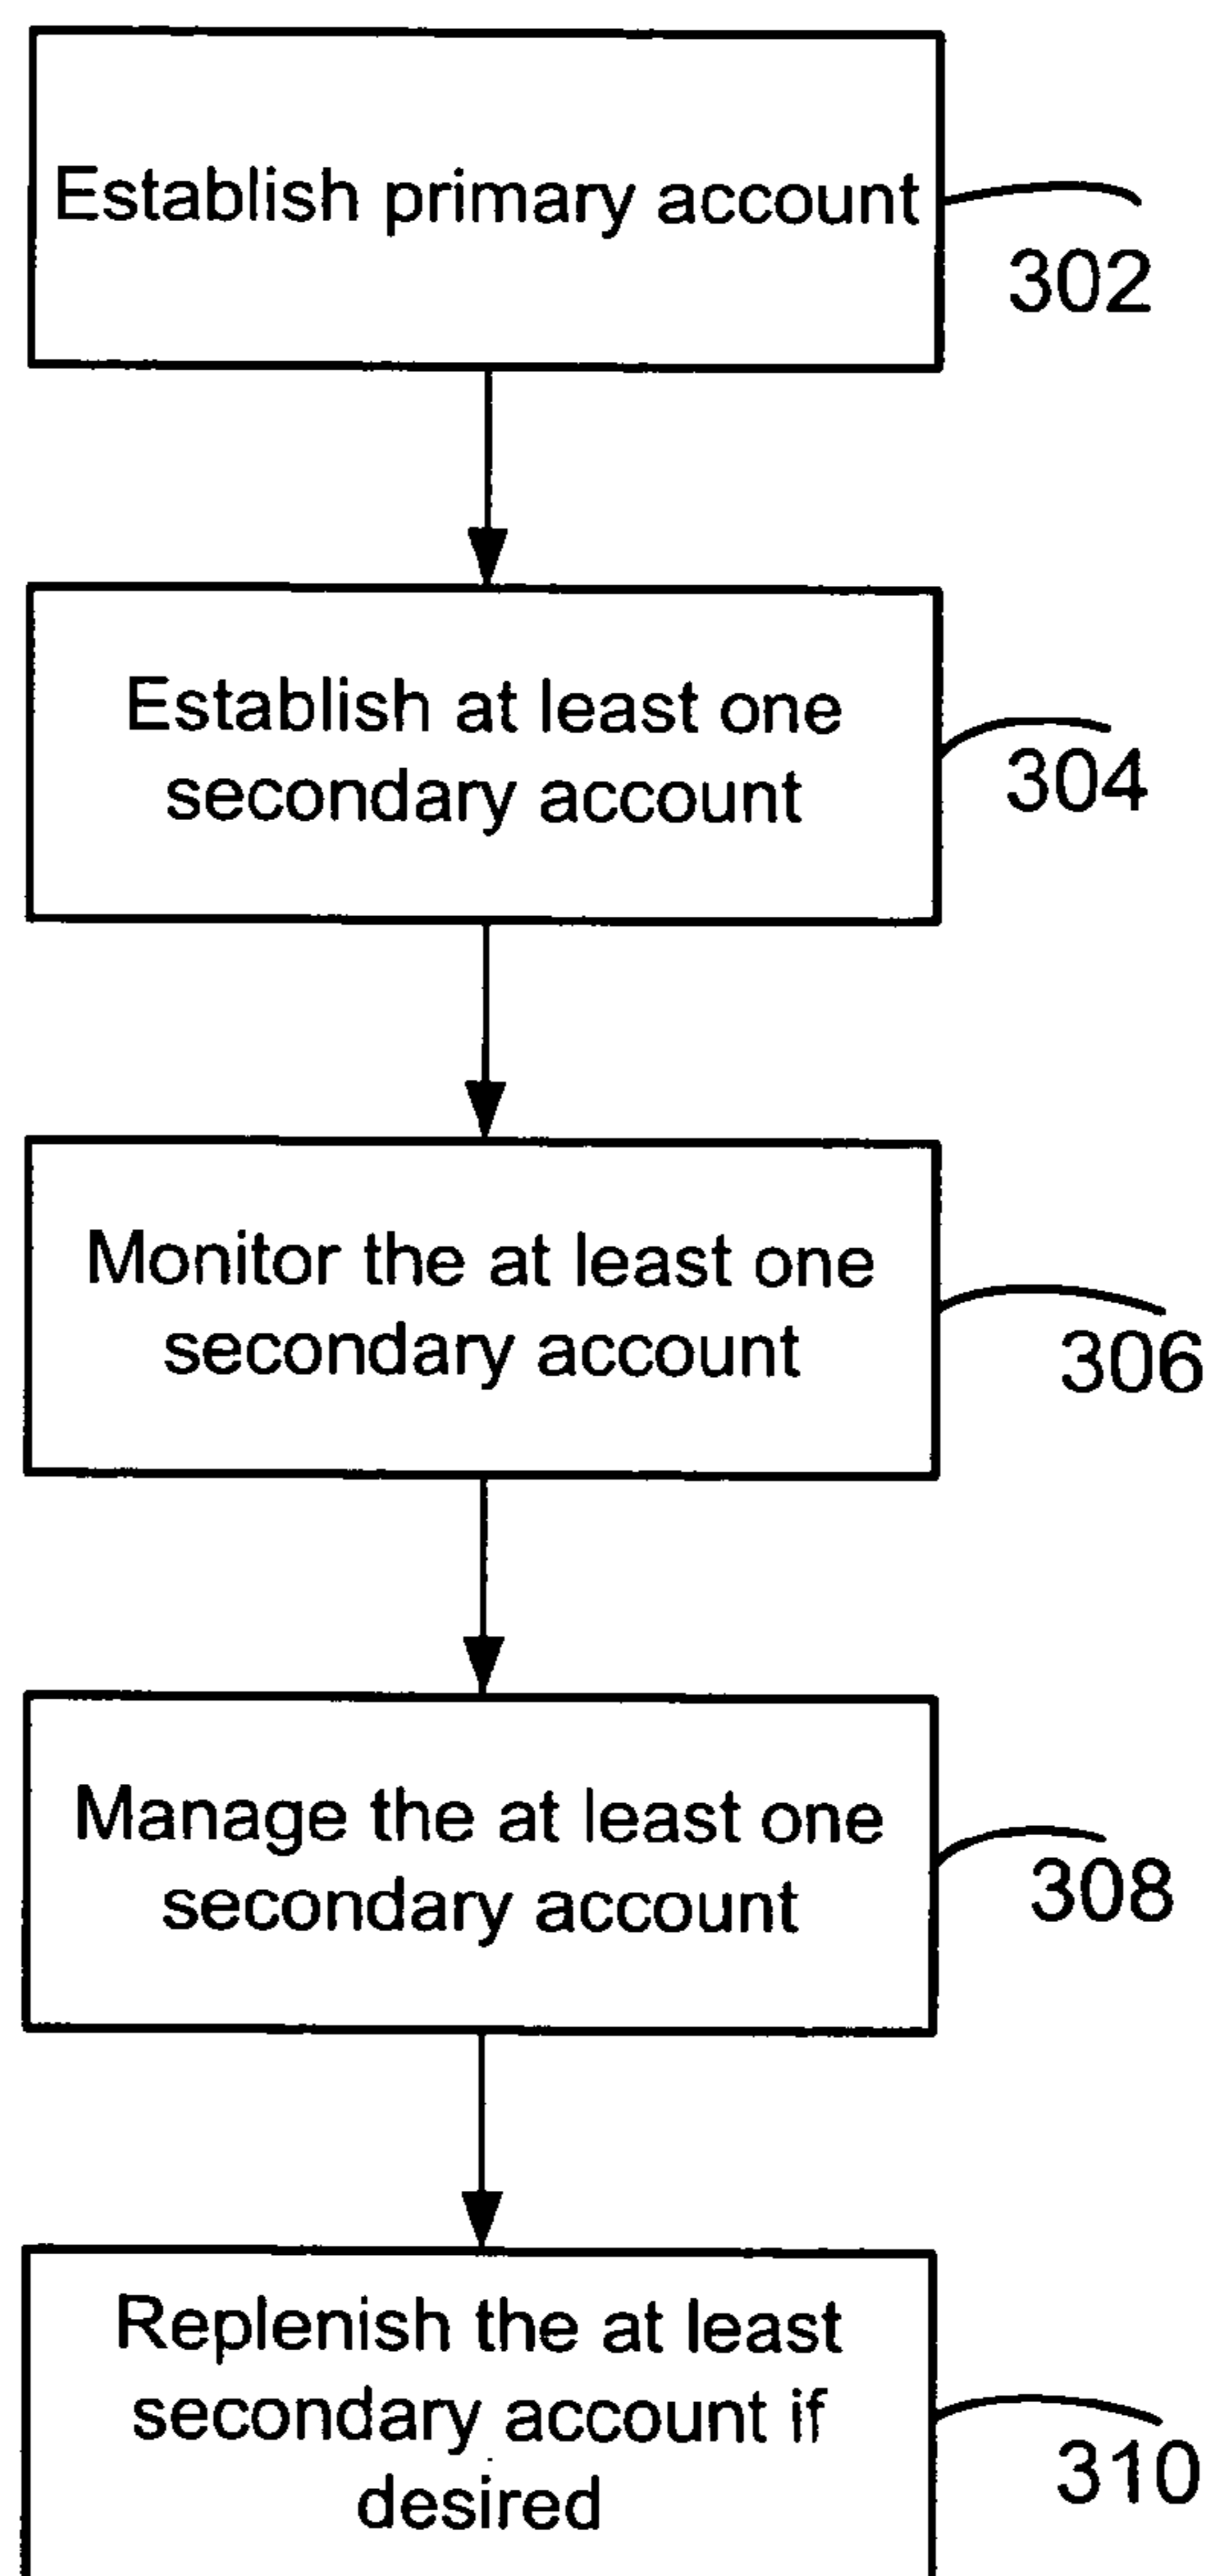 Establish primary account
302
Establish at least one
secondary account
304
Monitor the at least one
secondary account
306
Manage the at least one
secondary account
308
Replenish the at least
secondary account if
desired
310